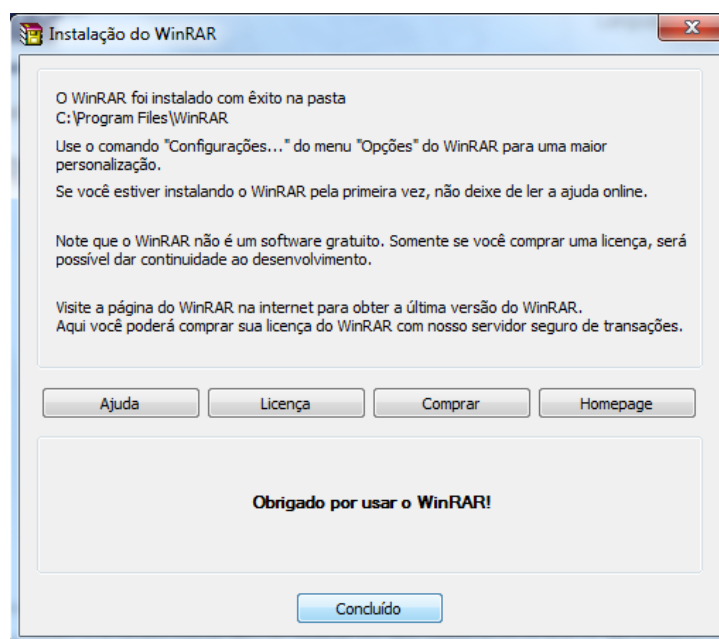 Instalação do WinRAR
O WinRAR foi instalado com êxito na pasta
C:\Program Files\WinRAR
Use o comando "Configurações..." do menu "Opções" do WinRAR para uma maior
personalização.
Se você estiver instalando o WinRAR pela primeira vez, não deixe de ler a ajuda online.
Note que o WinRAR não é um software gratuito. Somente se você comprar uma licença, será
possível dar continuidade ao desenvolvimento.
Visite a página do WinRAR na internet para obter a última versão do WinRAR.
Aqui você poderá comprar sua licença do WinRAR com nosso servidor seguro de transações.
Ajuda Licença Comprar Homepage
Obrigado por usar o WinRAR!
Concluído